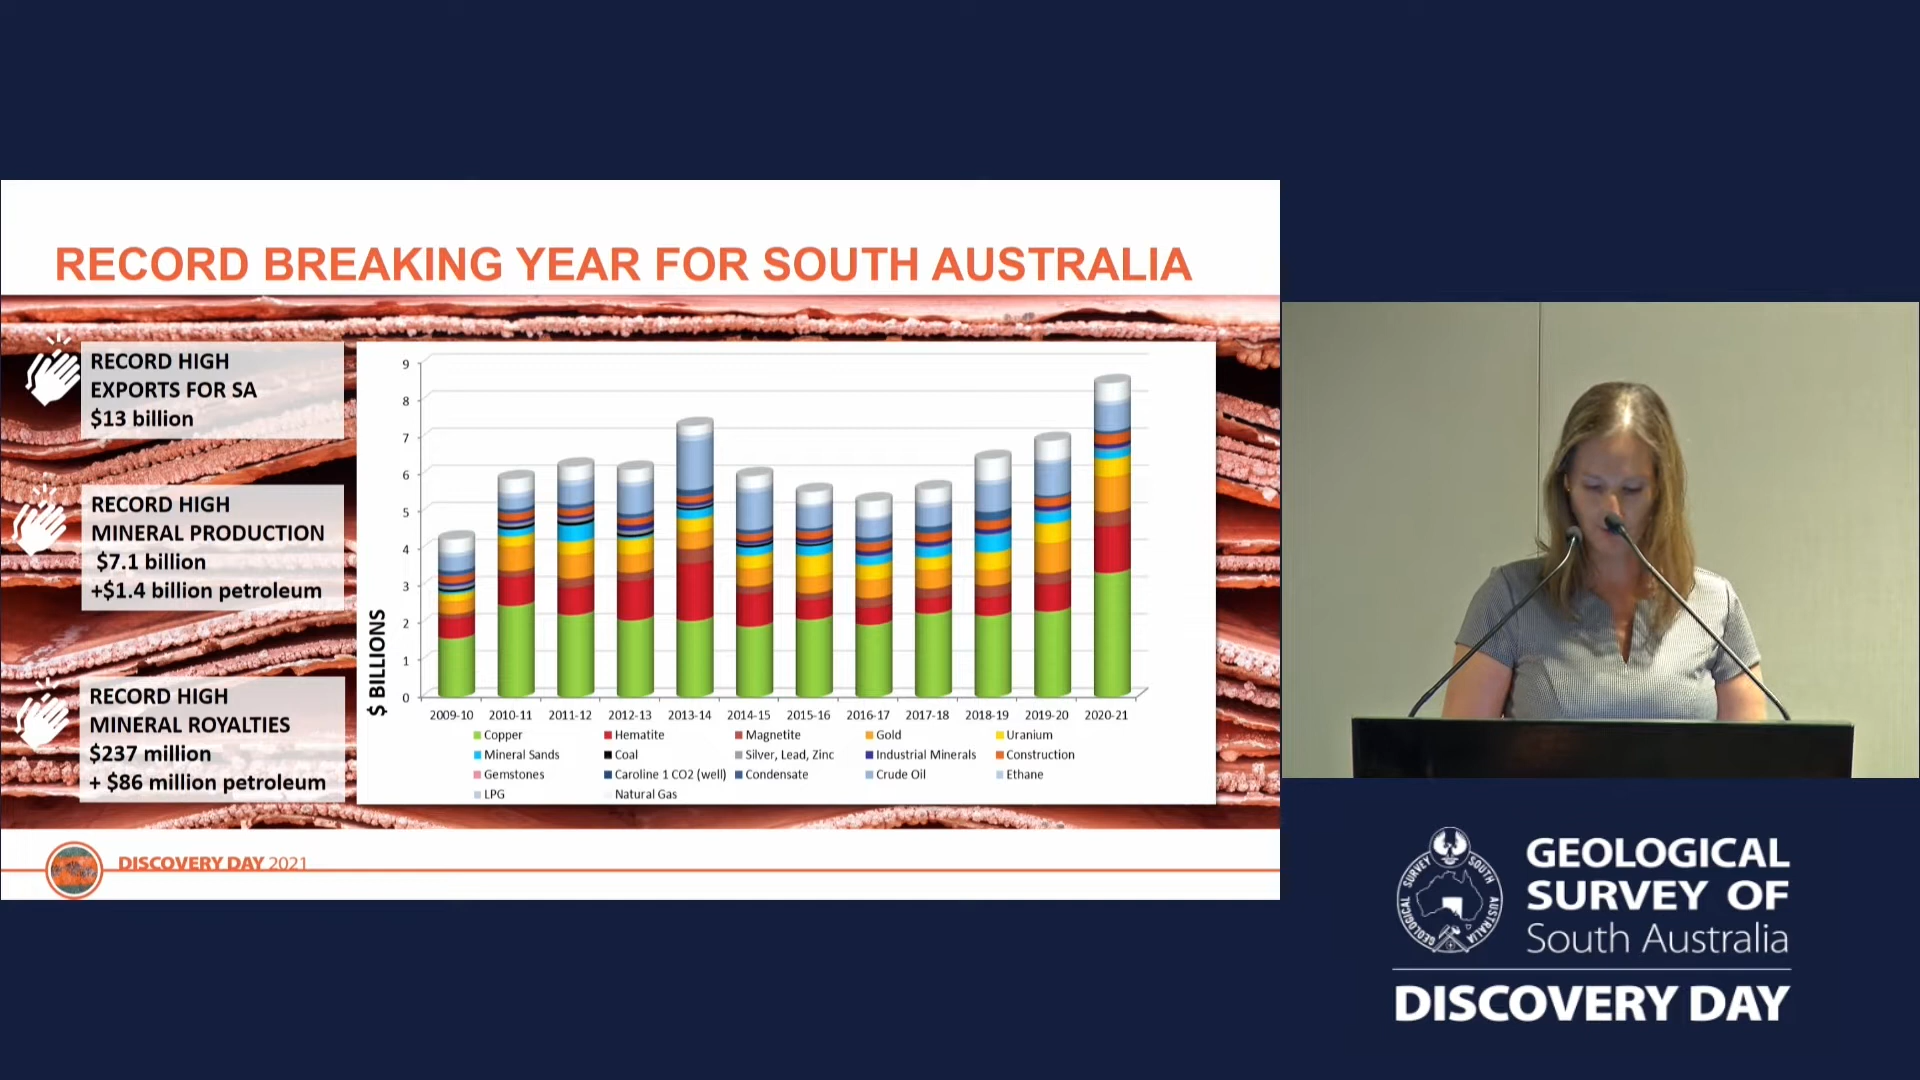 RECORD BREAKING YEAR FOR SOUTH AUSTRALIA
RECORD HIGH
EXPORTS FOR SA
$13 billion
RECORD HIGH
MINERAL PRODUCTION
$7.1 billion
+$1.4 billion petroleum
RECORD HIGH
MINERAL ROYALTIES
$237 million
+ $86 million petroleum
$ BILLIONS
9
8
7
6
5
4
3
2
1
0
2009-10 2010-11 2011-12 2012-13 2013-14 2014-15 2015-16 2016-17 2017-18 2018-19 2019-20 2020-21
Copper Hematite Magnetite Gold Uranium
Mineral Sands Coal Silver, Lead, Zinc Industrial Minerals Construction
Gemstones Caroline 1 CO2 (well) Condensate Crude Oil Ethane
LPG Natural Gas
DISCOVERY DAY 2021
GEOLOGICAL SURVEY SOUTH AUSTRALIA
GEOLOGICAL
SURVEY OF
South Australia
DISCOVERY DAY